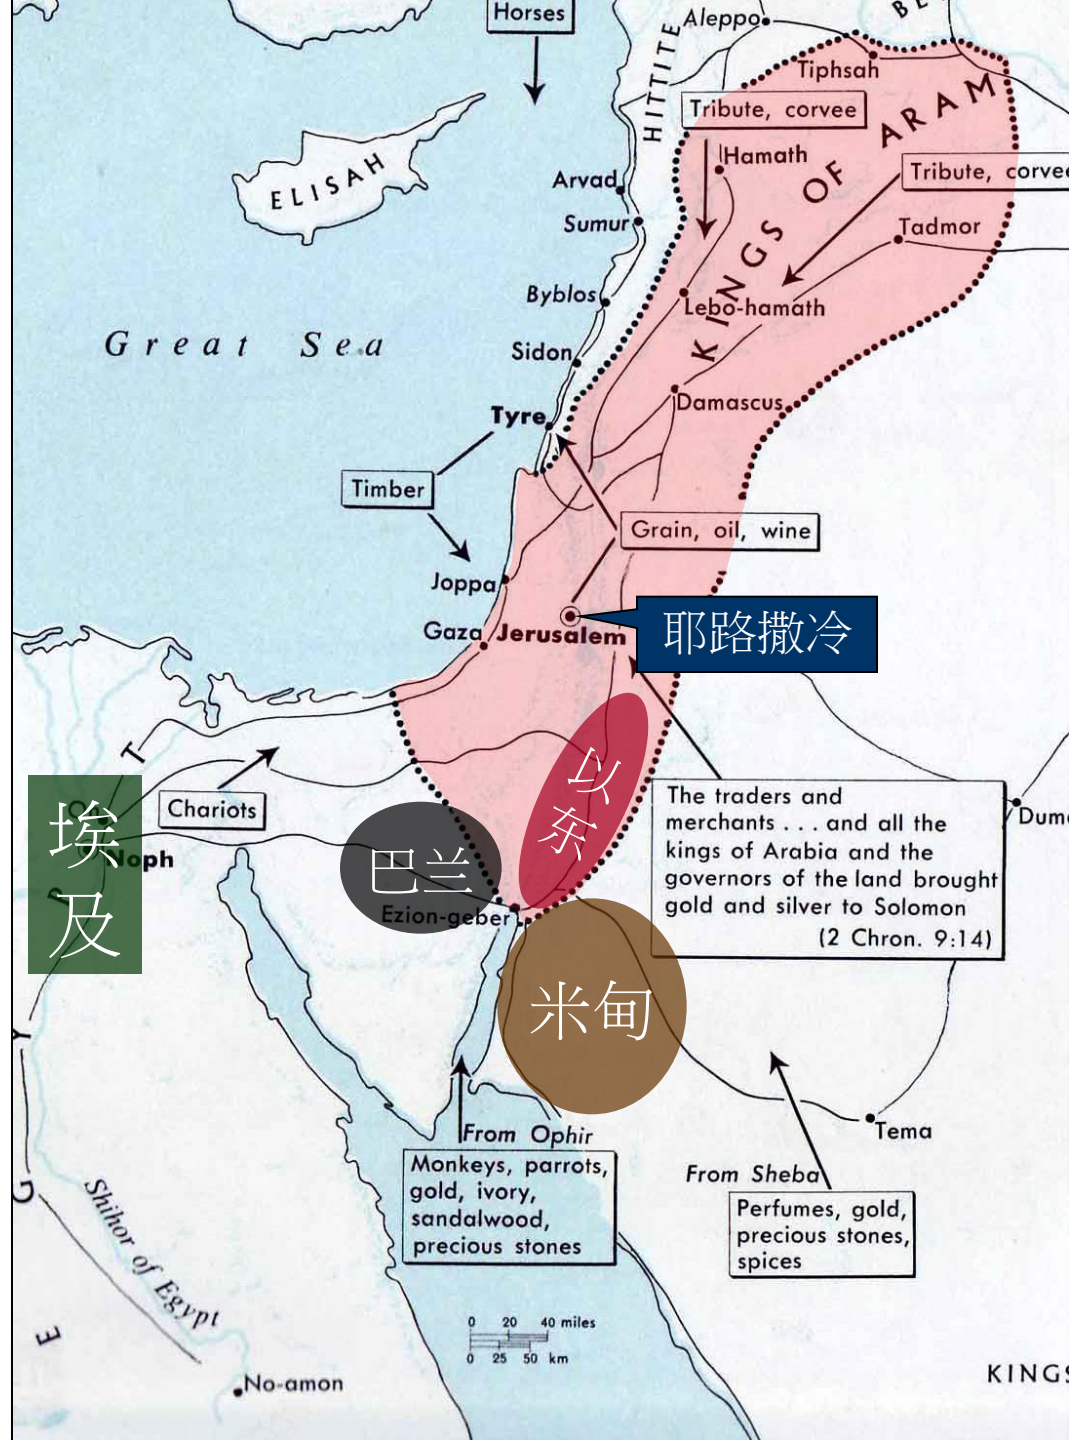 Horses
Aleppo
BE
HITTITE
Tiphsah
Tribute, corvee
KINGS OF ARAM
Hamath
Tribute, corvee
ELISAH
Arvad
Sumur
Tadmor
Byblos
Lebo-hamath
Great Sea
Sidon
Damascus
Tyre
Timber
Grain, oil, wine
Joppa
耶路撒冷
Gaza
Jerusalem
以东
The traders and
merchants . . . and all the
kings of Arabia and the
governors of the land brought
gold and silver to Solomon
(2 Chron. 9:14)
Duma
Chariots
埃及
Noph
巴兰
Ezion-geber
米甸
EGYPT
From Ophir
Monkeys, parrots,
gold, ivory,
sandalwood,
precious stones
Tema
From Sheba
Perfumes, gold,
precious stones,
spices
Shihor of Egypt
0 20 40 miles
0 25 50 km
No-amon
KINGS